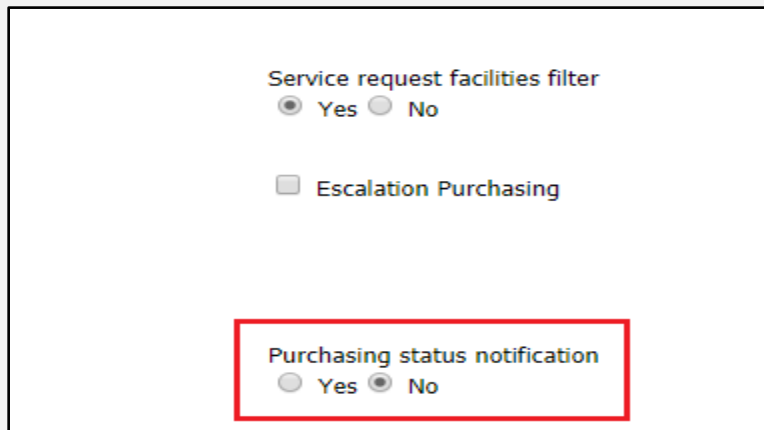 Service request facilities filter
Yes No
Escalation Purchasing
Purchasing status notification
Yes No